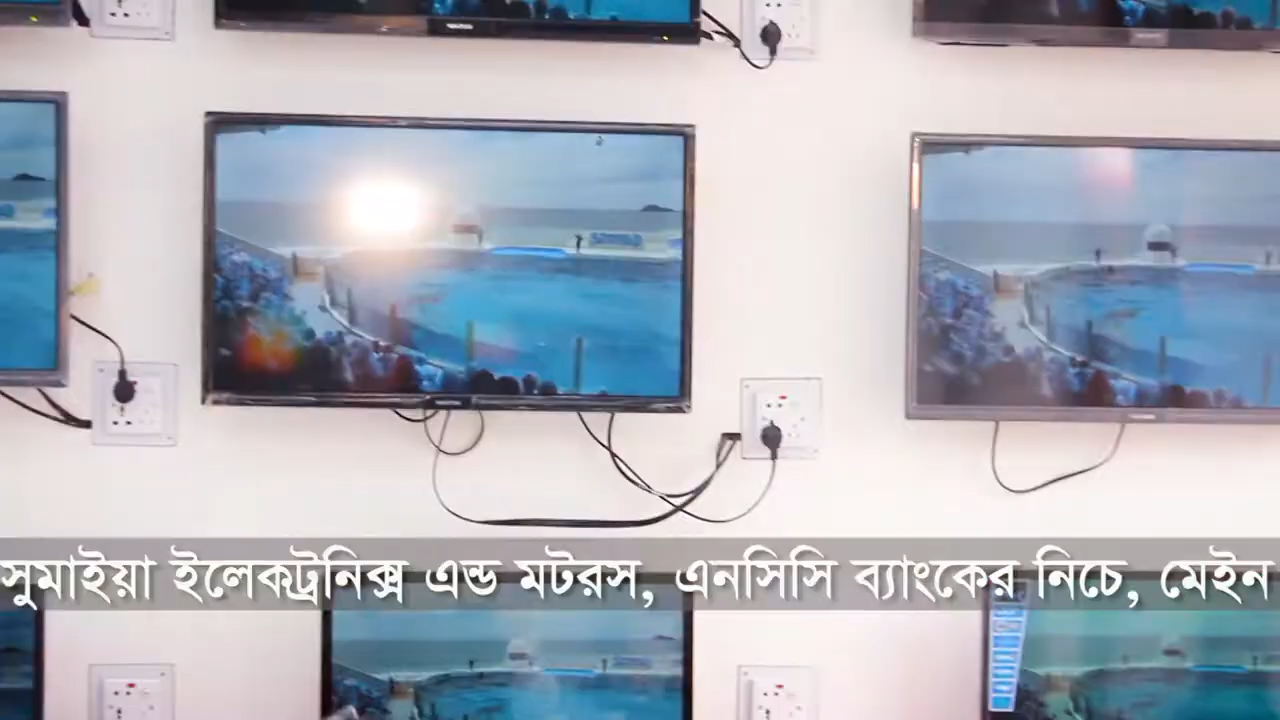 সুমাইয়া ইলেকট্রনিক্স এন্ড মটরস, এনসিসি ব্যাংকের নিচে, মেইন